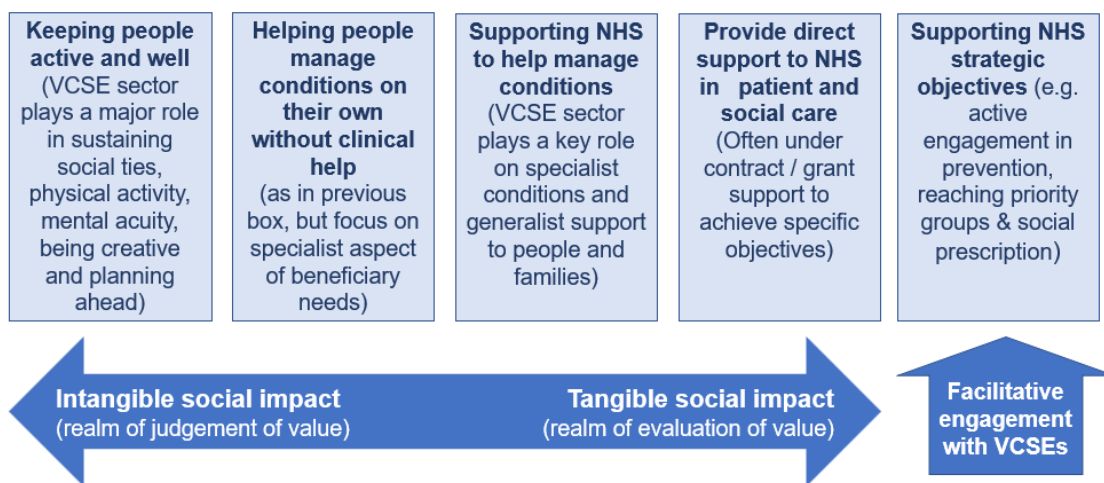 Keeping people
active and well
(VCSE sector
plays a major role
in sustaining
social ties,
physical activity,
mental acuity,
being creative
and planning
ahead)
Helping people
manage
conditions on
their own
without clinical
help
(as in previous
box, but focus on
specialist aspect
of beneficiary
needs)
Supporting NHS
to help manage
conditions
(VCSE sector
plays a key role
on specialist
conditions and
generalist support
to people and
families)
Provide direct
support to NHS
in patient and
social care
(Often under
contract / grant
support to
achieve specific
objectives)
Supporting NHS
strategic
objectives (e.g.
active
engagement in
prevention,
reaching priority
groups & social
prescription)
Intangible social impact
(realm of judgement of value)
Tangible social impact
(realm of evaluation of value)
Facilitative
engagement
with VCSEs